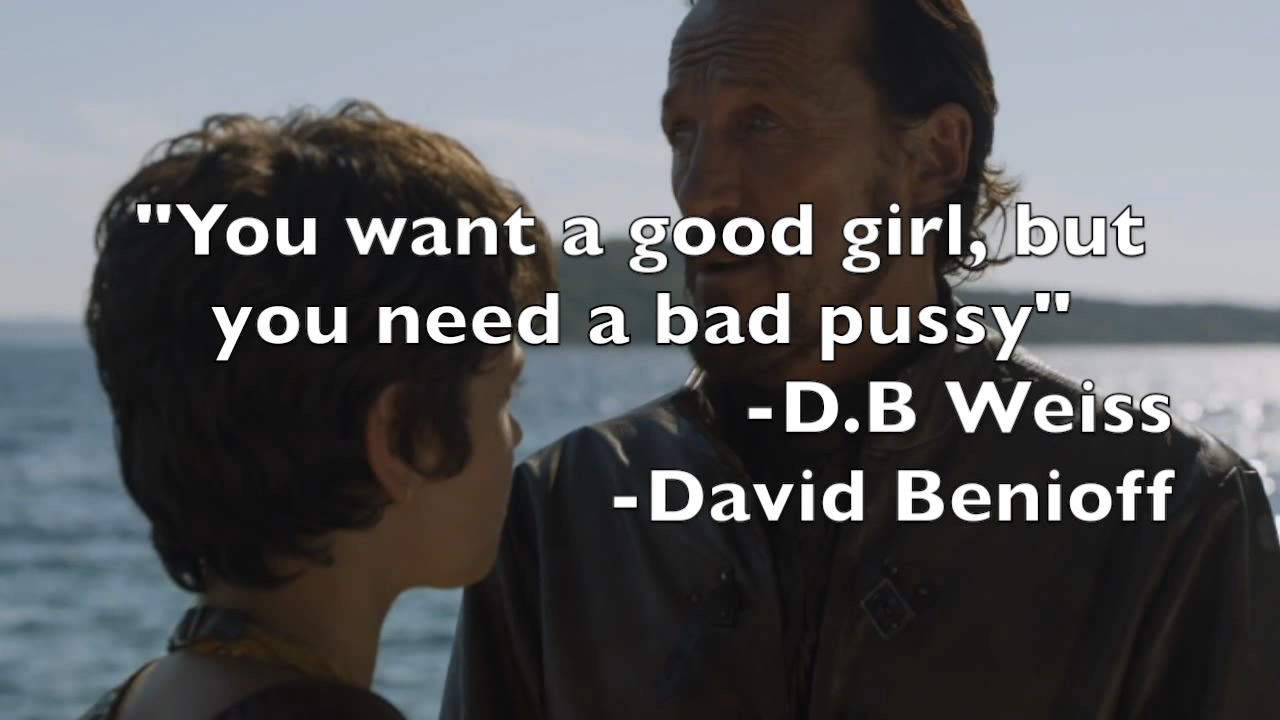 "You want a good girl, but
you need a bad pussy"
-D.B Weiss
-David Benioff